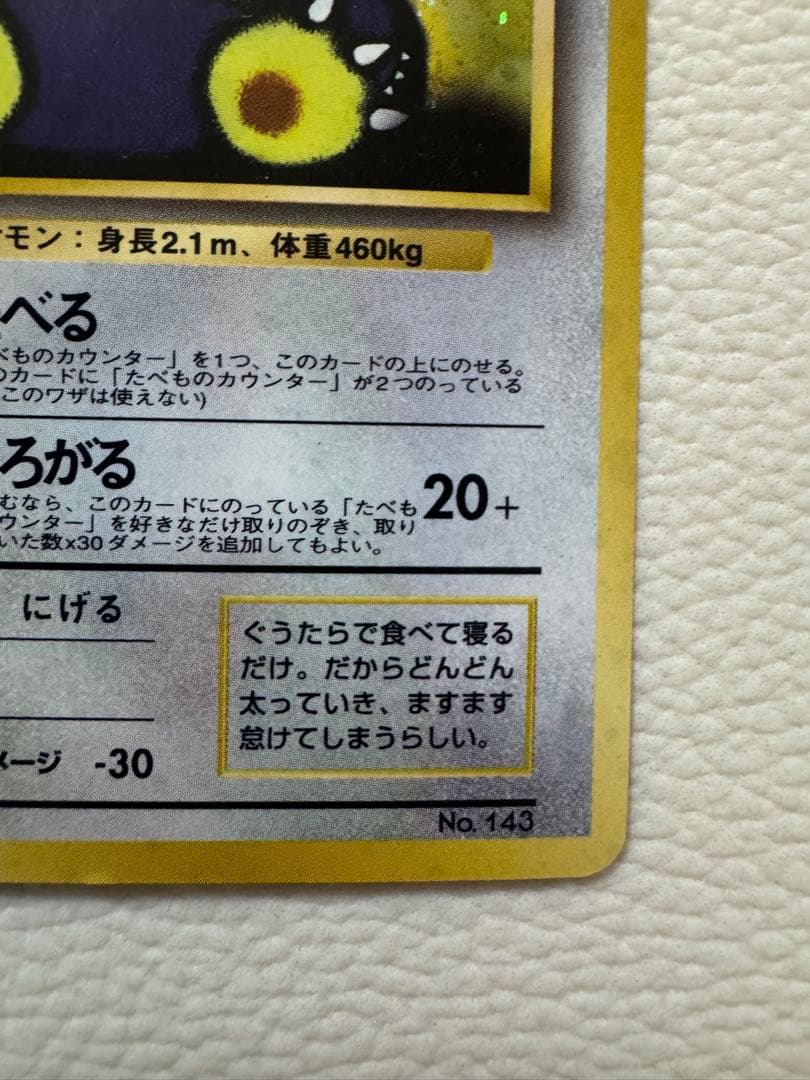 モン：身長2.1m、体重460kg
べる
べものカウンター」を1つ、このカードの上にのせる。
のカードに「たべものカウンター」が2つのっている
このワザは使えない)
ろがる
20+
むなら、このカードにのっている「たべも
ウンター」を好きなだけ取りのぞき、取り
いた数x30ダメージを追加してもよい。
にげる
ぐうたらで食べて寝る
だけ。だからどんどん
太っていき、ますます
怠けてしまうらしい。
メージ -30
No. 143